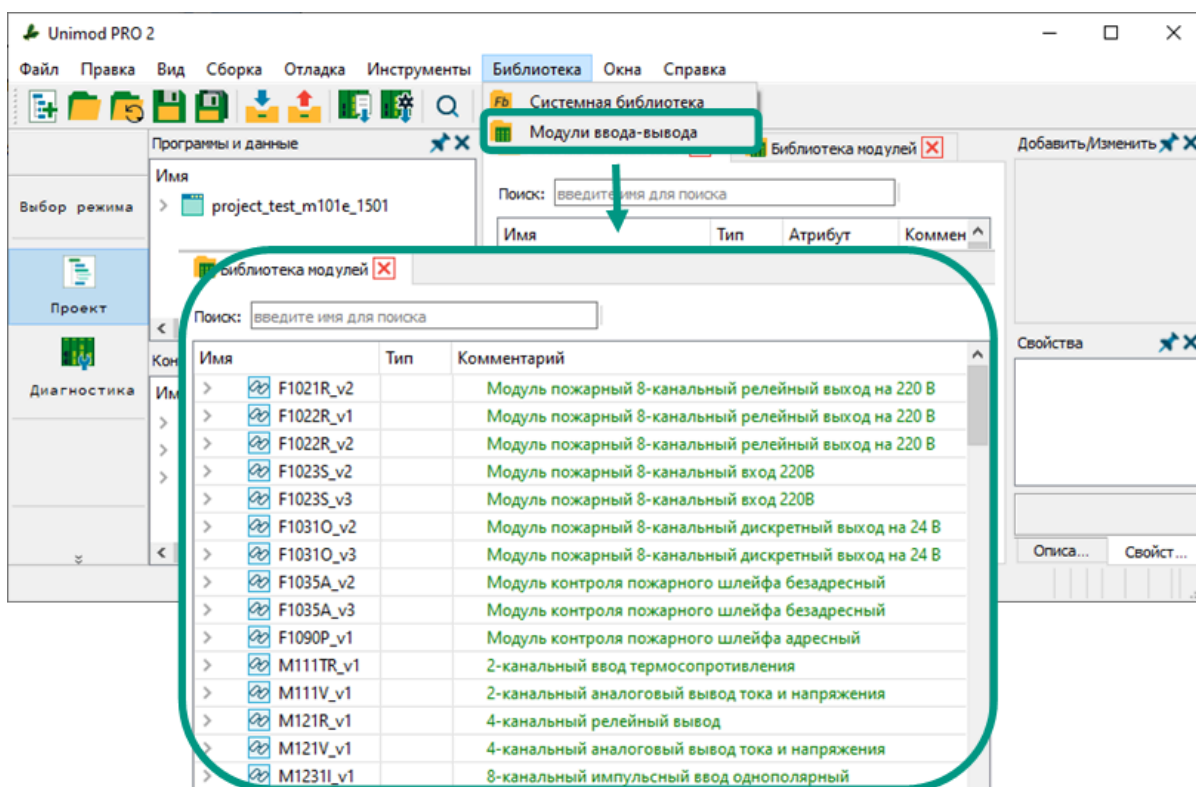 Unimod PRO 2
Файл Правка Вид Сборка Отладка Инструменты Библиотека Окна Справка
Системная библиотека
Модули ввода-вывода
Программы и данные
Библиотека модулей
Добавить/Изменить
Имя
project_test_m101e_1501
Поиск: введите имя для поиска
Имя Тип Атрибут Коммен
Выбор режима
Проект
Диагностика
Библиотека модулей
Поиск: введите имя для поиска
Свойства
Кон
Им
Имя Тип Комментарий
F1021R_v2 Модуль пожарный 8-канальный релейный выход на 220 В
F1022R_v1 Модуль пожарный 8-канальный релейный выход на 220 В
F1022R_v2 Модуль пожарный 8-канальный релейный выход на 220 В
F1023S_v2 Модуль пожарный 8-канальный вход 220В
F1023S_v3 Модуль пожарный 8-канальный вход 220В
F1031O_v2 Модуль пожарный 8-канальный дискретный выход на 24 В
F1031O_v3 Модуль пожарный 8-канальный дискретный выход на 24 В
F1035A_v2 Модуль контроля пожарного шлейфа безадресный
F1035A_v3 Модуль контроля пожарного шлейфа безадресный
F1090P_v1 Модуль контроля пожарного шлейфа адресный
M111TR_v1 2-канальный ввод термосопротивления
M111V_v1 2-канальный аналоговый вывод тока и напряжения
M121R_v1 4-канальный релейный вывод
M121V_v1 4-канальный аналоговый вывод тока и напряжения
M1231I_v1 8-канальный импульсный ввод однополярный
Описа... Свойст...